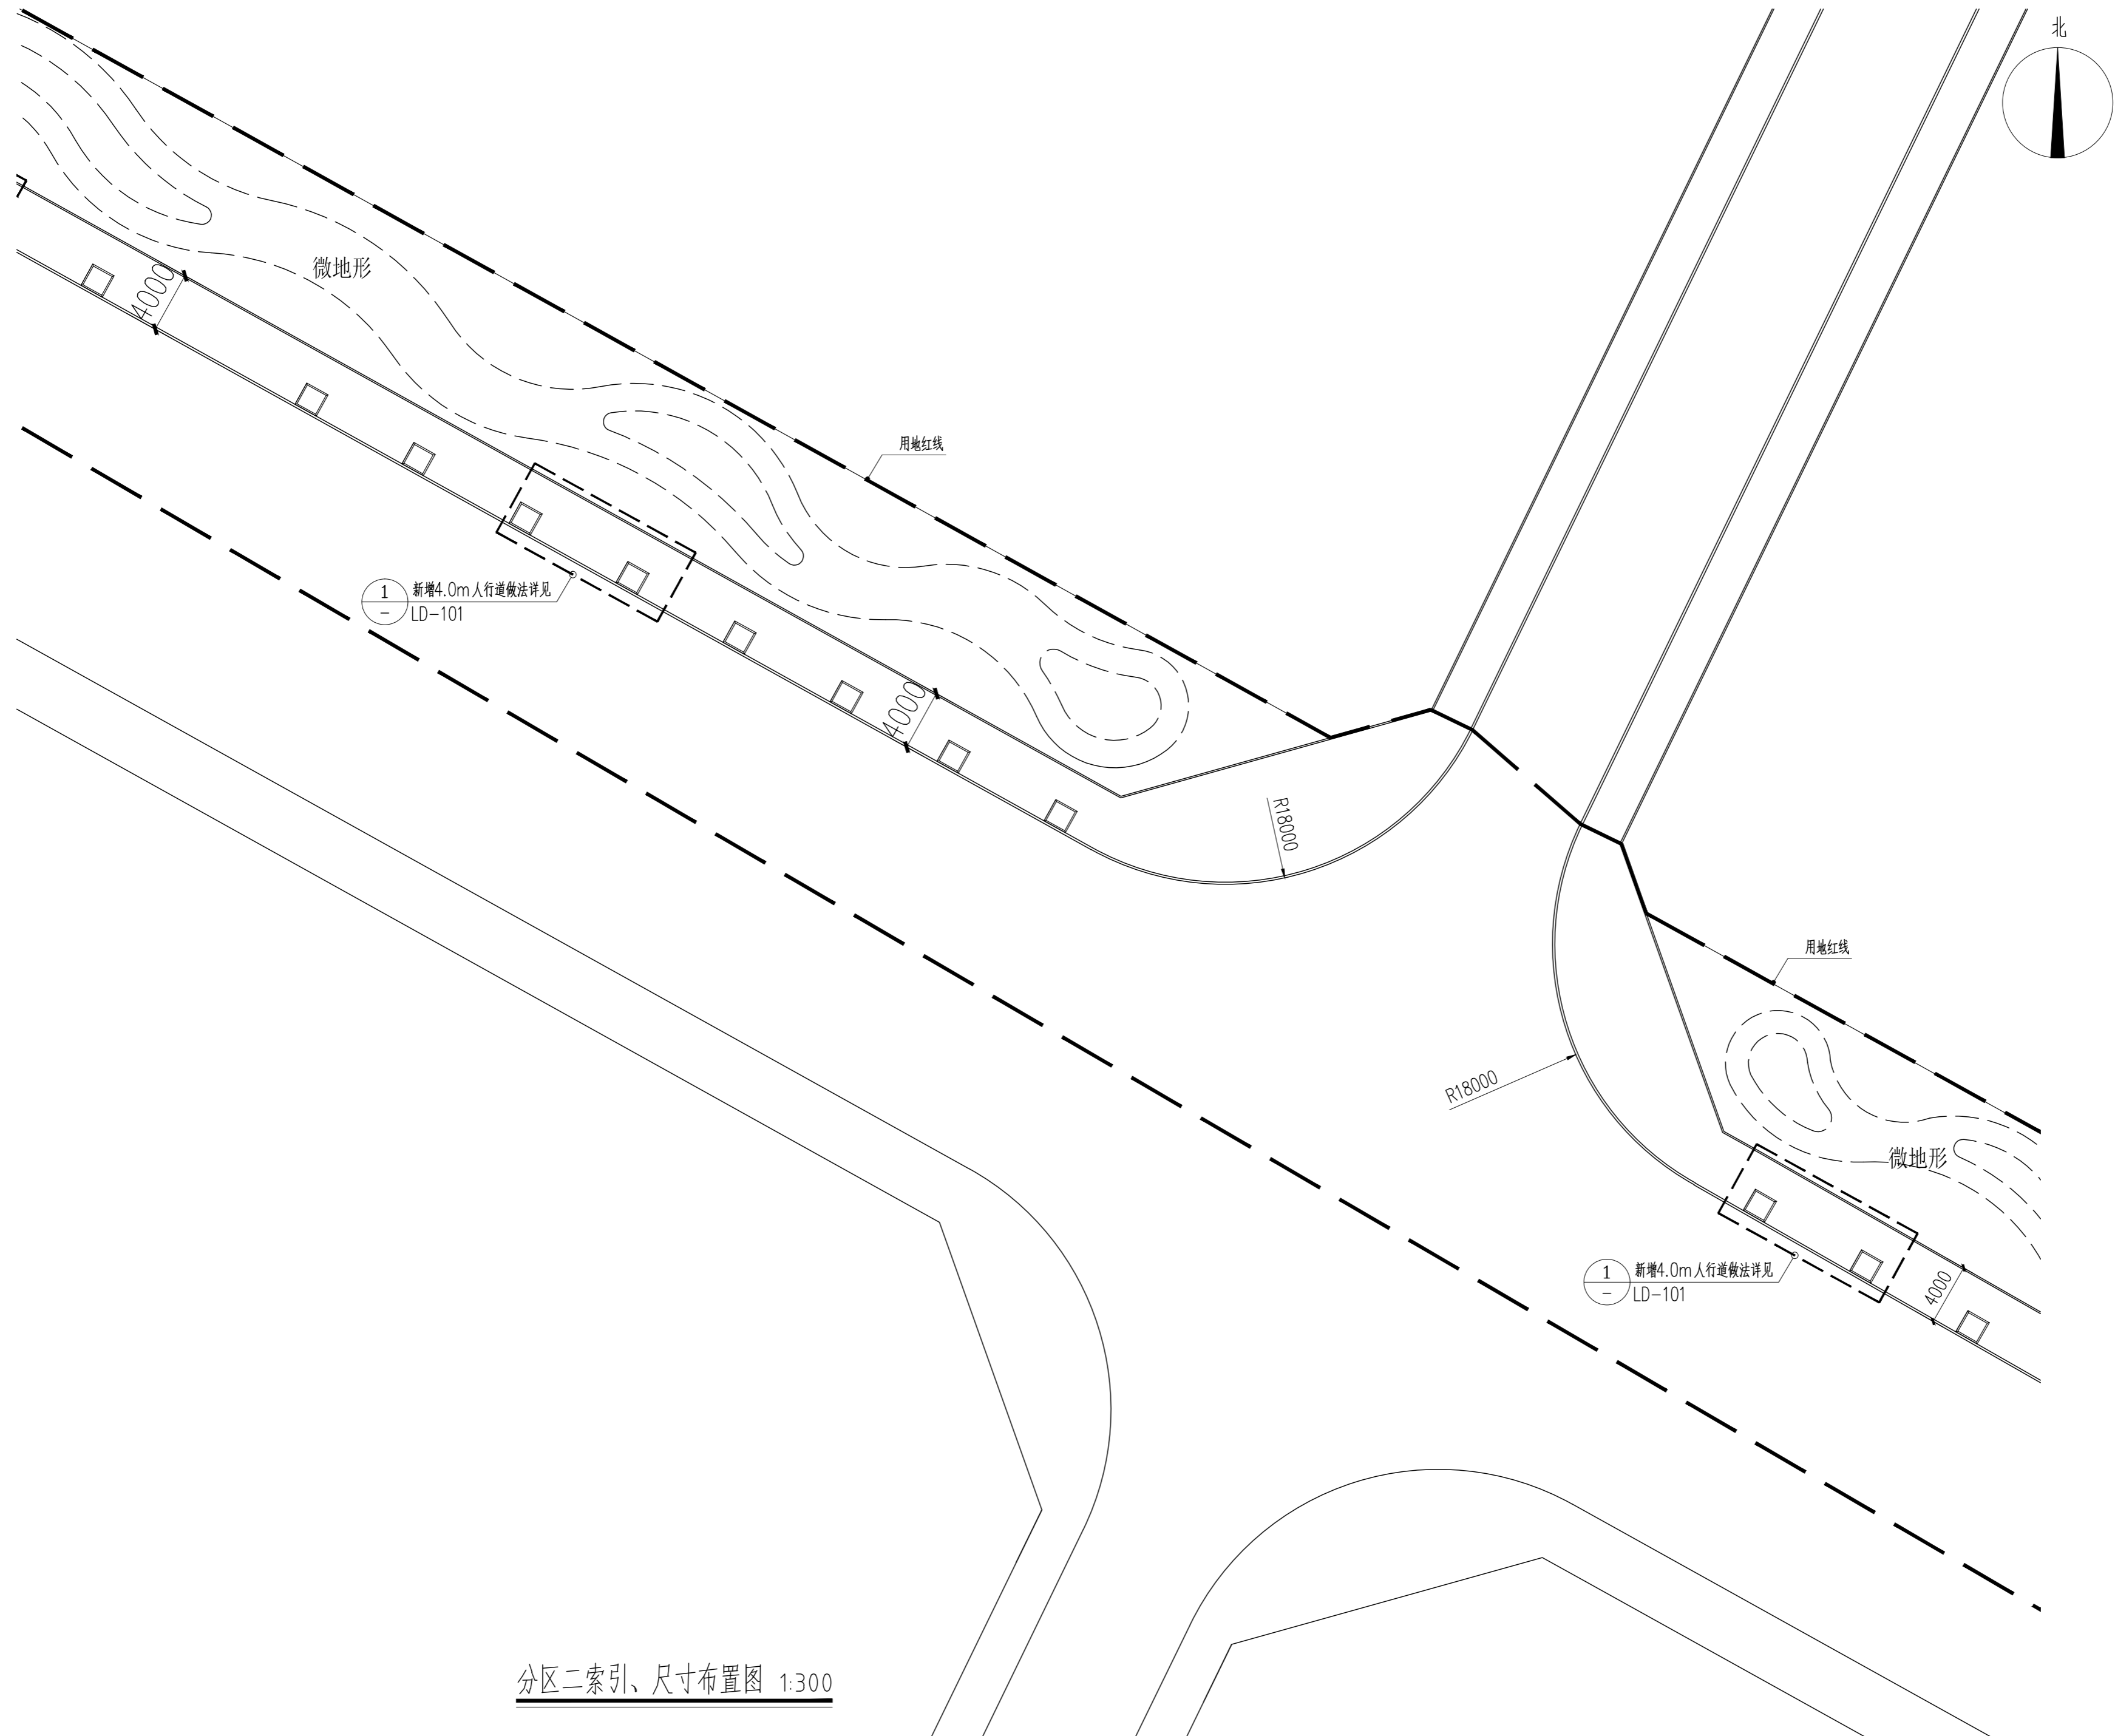 北
微地形
4000
用地红线
1
新增4.0m人行道做法详见
-
LD-101
4000
R18000
用地红线
R18000
微地形
1
新增4.0m人行道做法详见
-
LD-101
4000
分区二索引、尺寸布置图 1:300